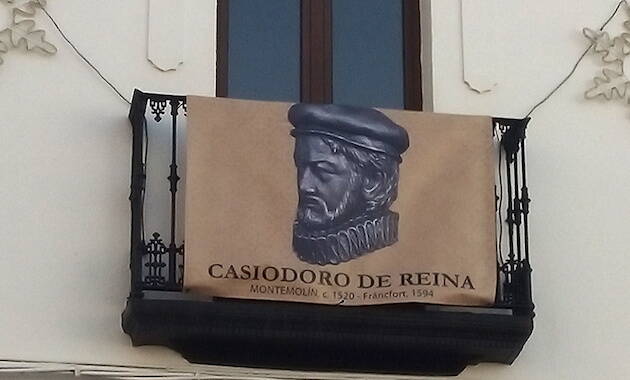 CASIODORO DE REINA
MONTEMOLÍN, c. 1520 - Fráncfort, 1594